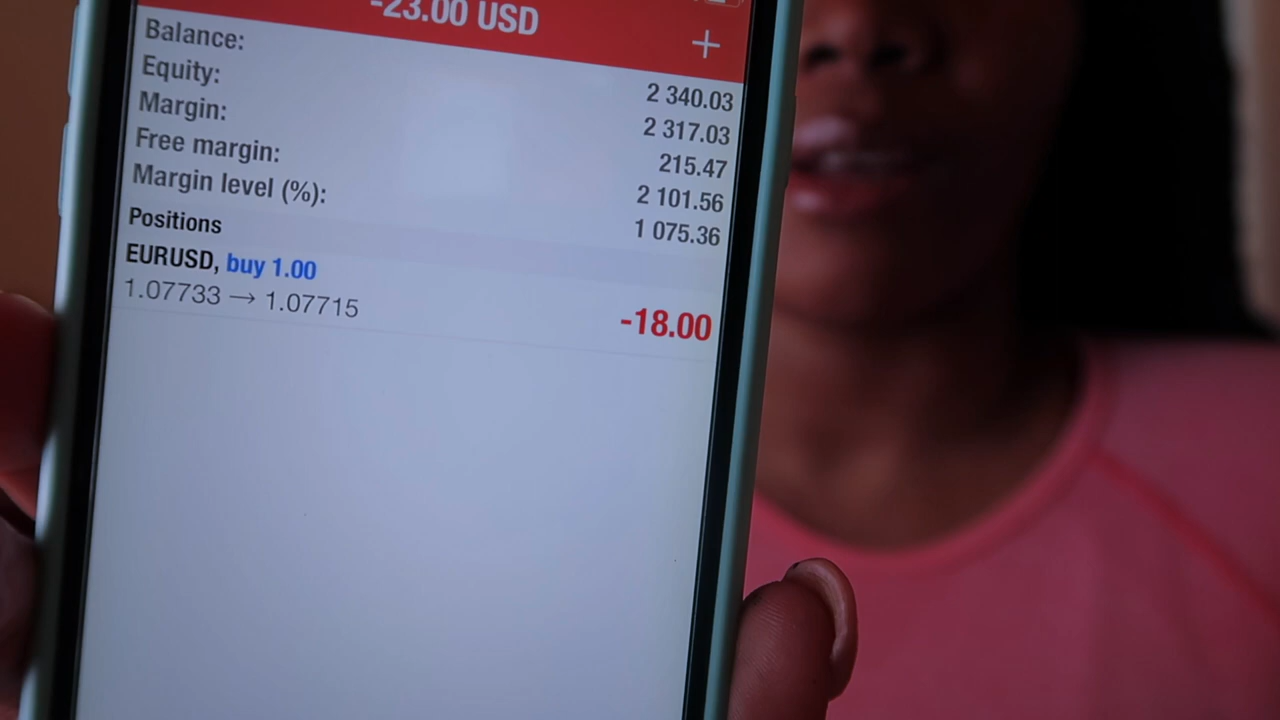 -23.00 USD
+
Balance: 2 340.03
Equity: 2 317.03
Margin: 215.47
Free margin: 2 101.56
Margin level (%): 1 075.36
Positions
EURUSD, buy 1.00
1.07733 → 1.07715 -18.00